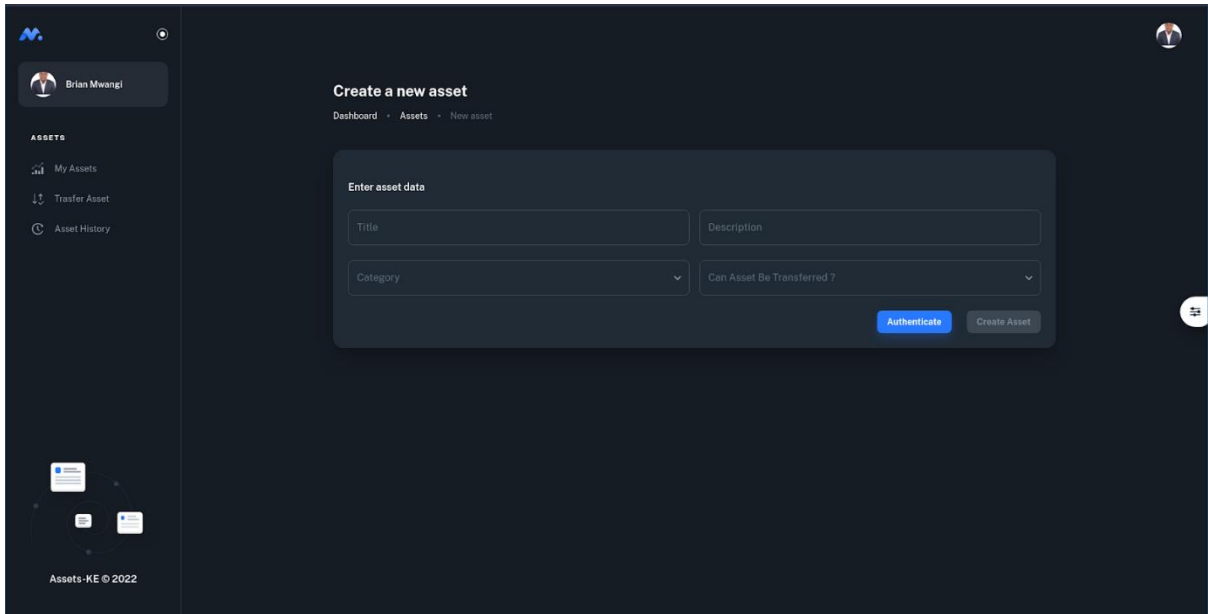 Brian Mwangi
ASSETS
My Assets
Trasfer Asset
Asset History
Assets-KE © 2022
Create a new asset
Dashboard • Assets • New asset
Enter asset data
Title
Description
Category
Can Asset Be Transferred ?
Authenticate
Create Asset